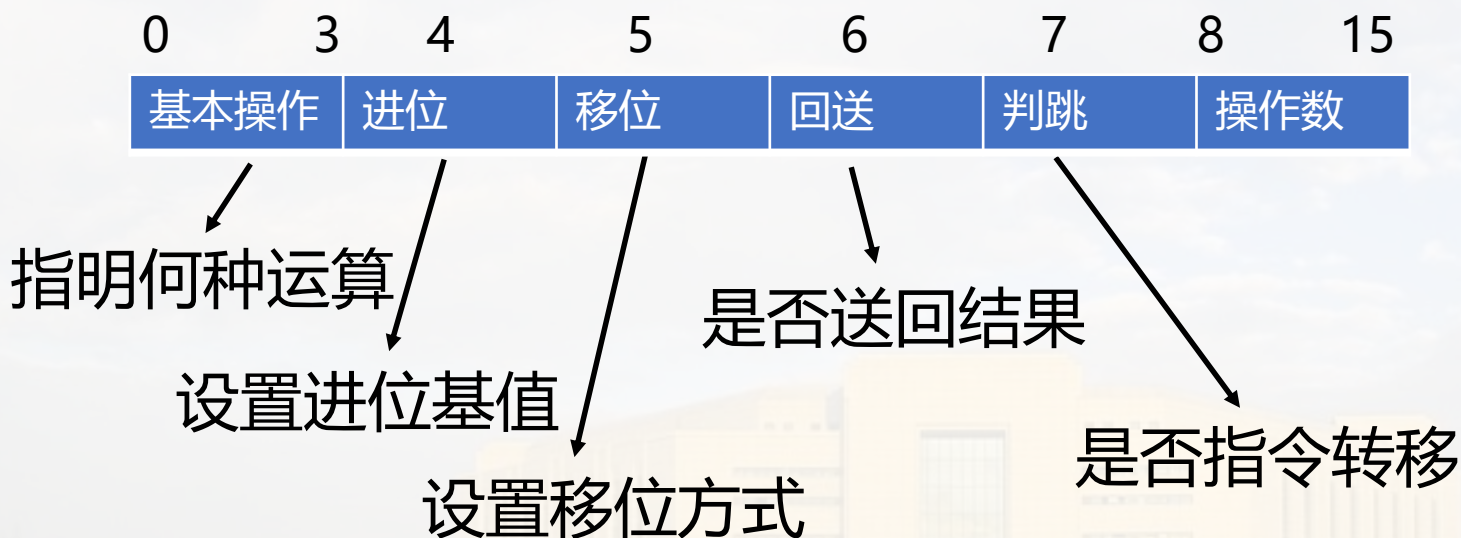 0 3 4 5 6 7 8 15
基本操作 进位 移位 回送 判跳 操作数
指明何种运算
是否送回结果
设置进位基值
是否指令转移
设置移位方式